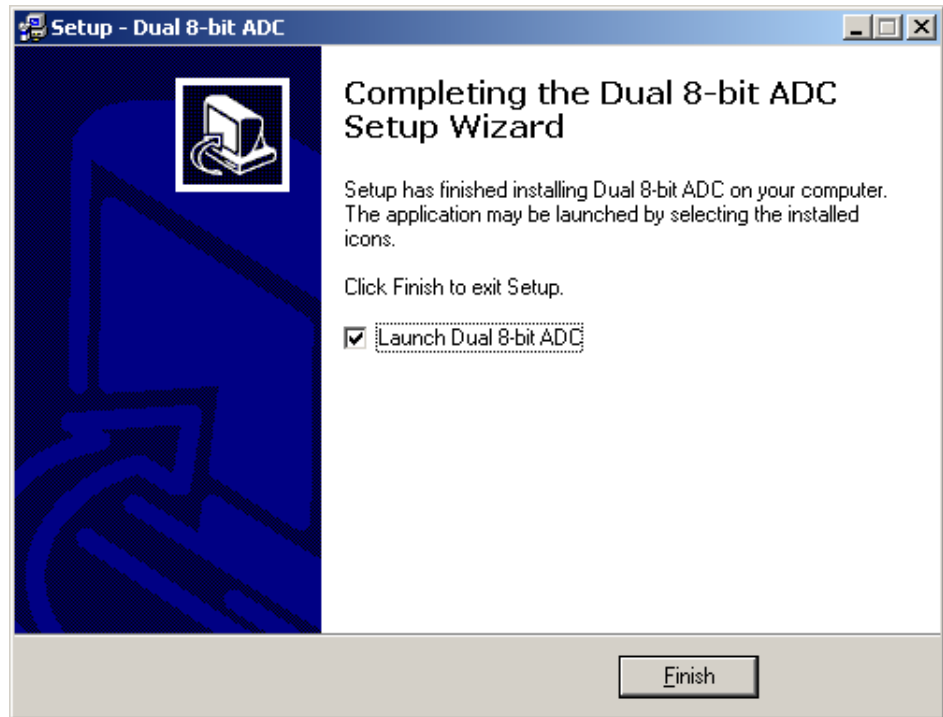 Setup - Dual 8-bit ADC
Completing the Dual 8-bit ADC
Setup Wizard
Setup has finished installing Dual 8-bit ADC on your computer.
The application may be launched by selecting the installed
icons.
Click Finish to exit Setup.
Launch Dual 8-bit ADC
Finish